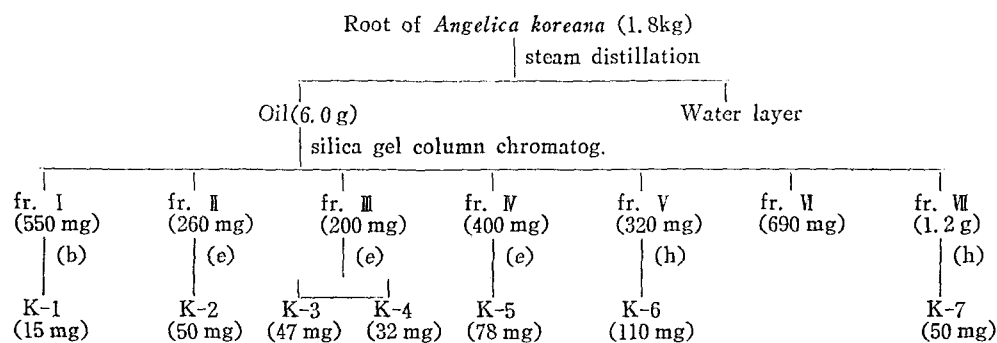 Root of Angelica koreana (1.8kg)
steam distillation
Oil(6.0 g) Water layer
silica gel column chromatog.
fr. Ⅰ fr. Ⅱ fr. Ⅲ fr. Ⅳ fr. Ⅴ fr. Ⅵ fr. Ⅶ
(550 mg) (260 mg) (200 mg) (400 mg) (320 mg) (690 mg) (1.2 g)
(b) (e) (e) (e) (h) (h)
K-1 K-2 K-3 K-4 K-5 K-6 K-7
(15 mg) (50 mg) (47 mg) (32 mg) (78 mg) (110 mg) (50 mg)